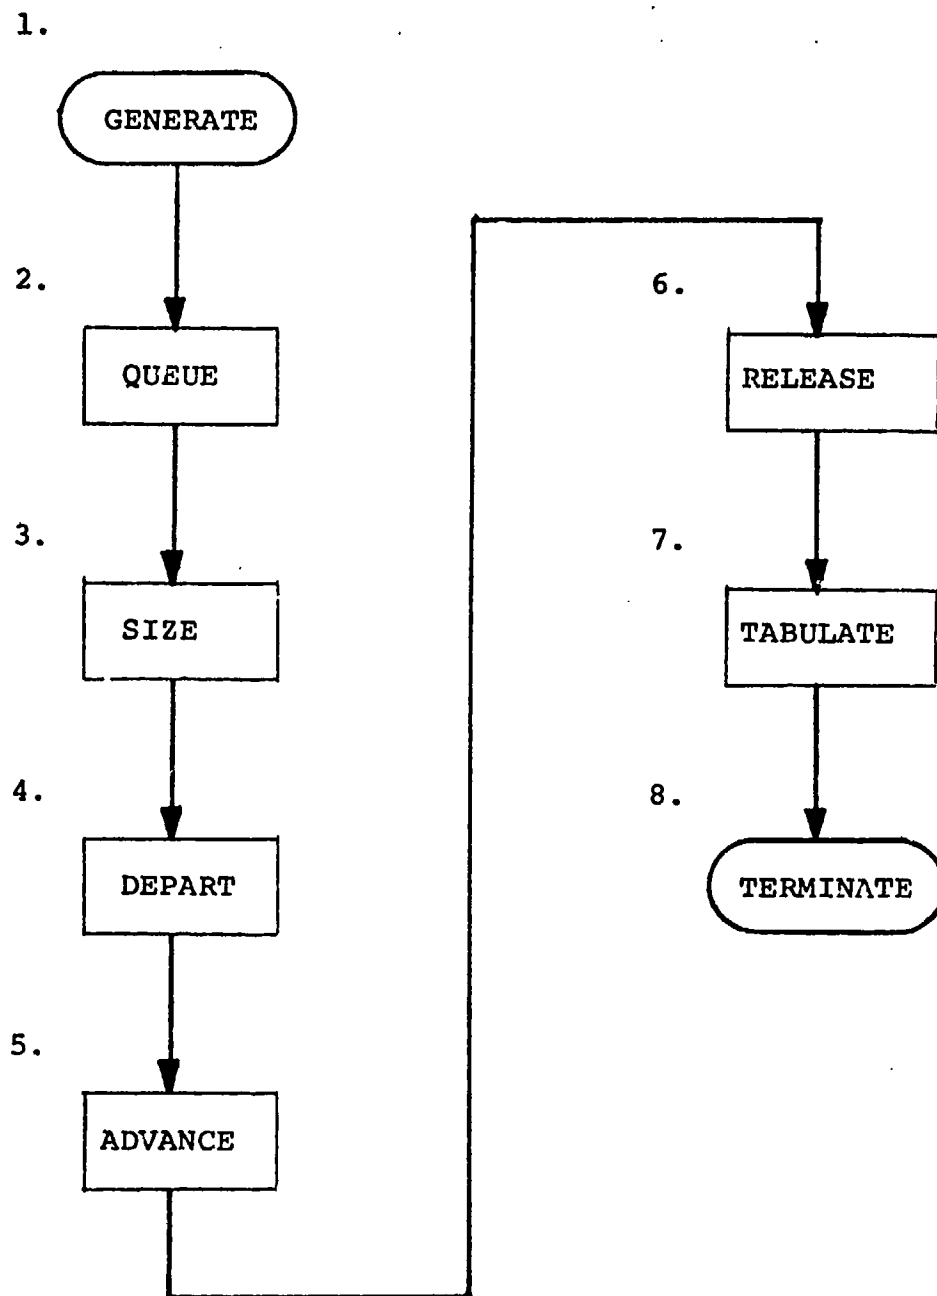 1.
GENERATE
2.
QUEUE
3.
SIZE
4.
DEPART
5.
ADVANCE
6.
RELEASE
7.
TABULATE
8.
TERMINATE